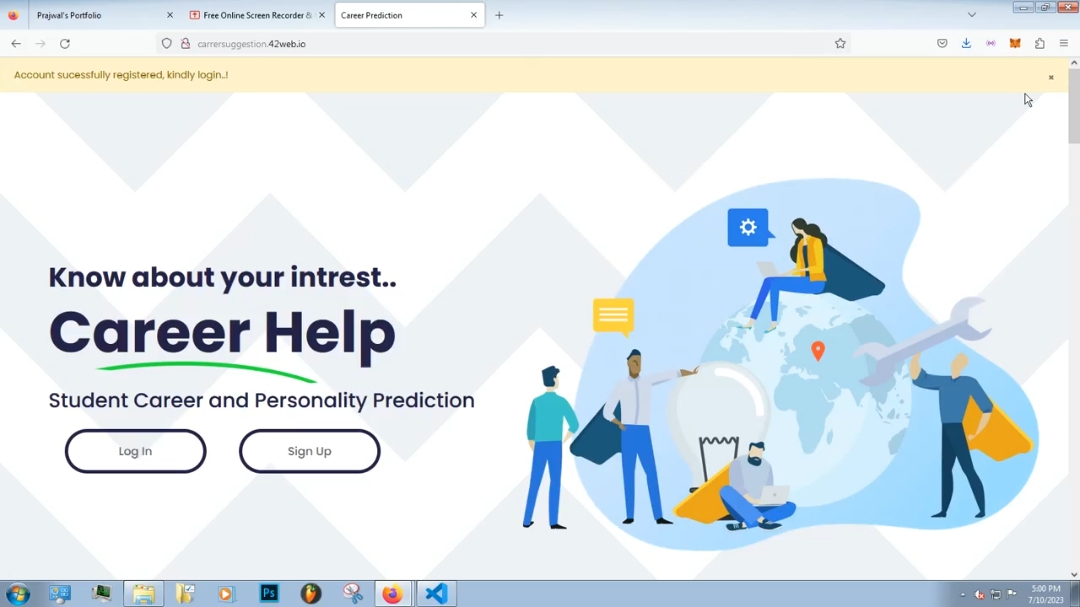 Prajwal's Portfolio
Free Online Screen Recorder &
Career Prediction
carrersuggestion.42web.io
Account sucessfully registered, kindly login..!
Know about your intrest..
Career Help
Student Career and Personality Prediction
Log In
Sign Up
Ps
5:00 PM
7/10/2023